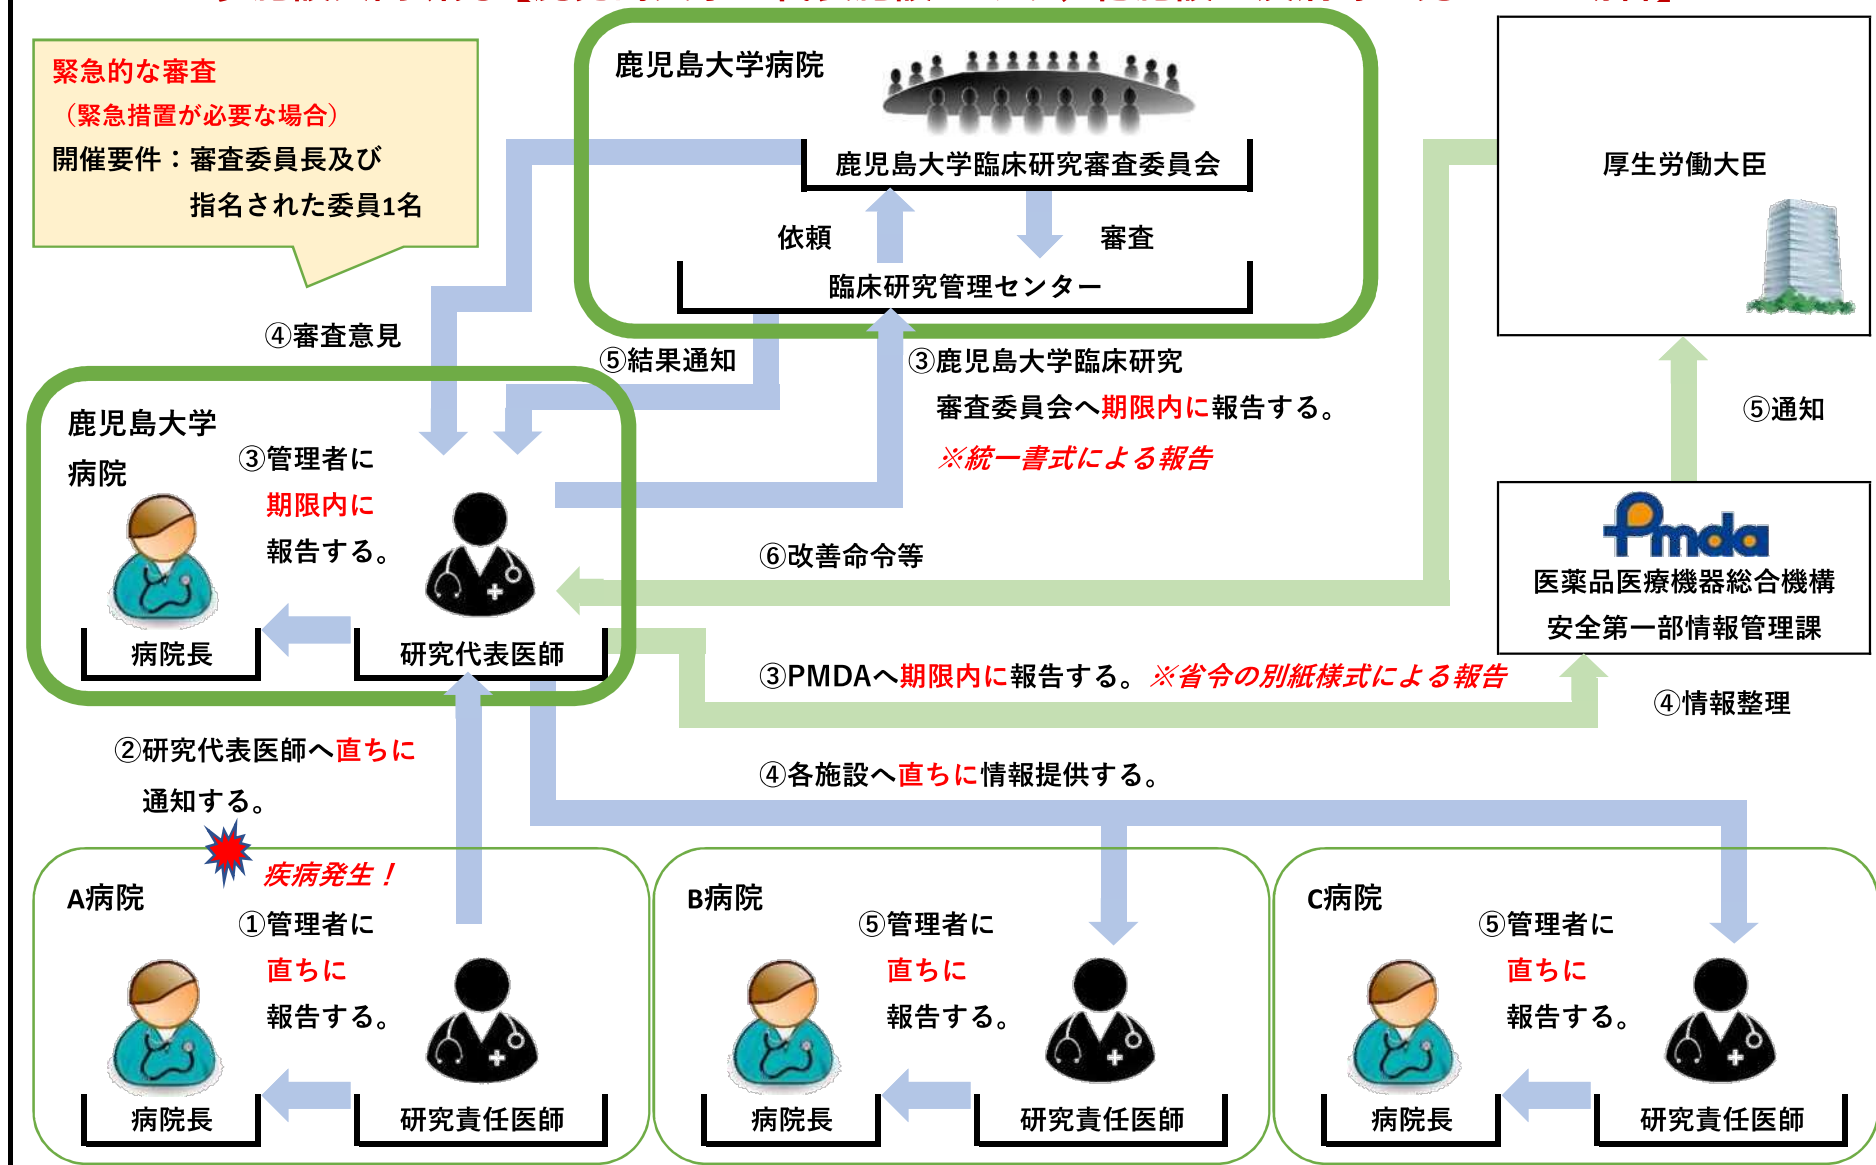 緊急的な審査
（緊急措置が必要な場合）
開催要件：審査委員長及び
指名された委員1名
鹿児島大学病院
鹿児島大学臨床研究審査委員会
依頼
審査
臨床研究管理センター
厚生労働大臣
④審査意見
⑤結果通知
③鹿児島大学臨床研究
審査委員会へ期限内に報告する。
※統一書式による報告
⑤通知
鹿児島大学
病院
③管理者に
期限内に
報告する。
病院長
研究代表医師
⑥改善命令等
Pmda
医薬品医療機器総合機構
安全第一部情報管理課
③PMDAへ期限内に報告する。※省令の別紙様式による報告
④情報整理
②研究代表医師へ直ちに
通知する。
④各施設へ直ちに情報提供する。
疾病発生！
A病院
①管理者に
直ちに
報告する。
病院長
研究責任医師
B病院
⑤管理者に
直ちに
報告する。
病院長
研究責任医師
C病院
⑤管理者に
直ちに
報告する。
病院長
研究責任医師